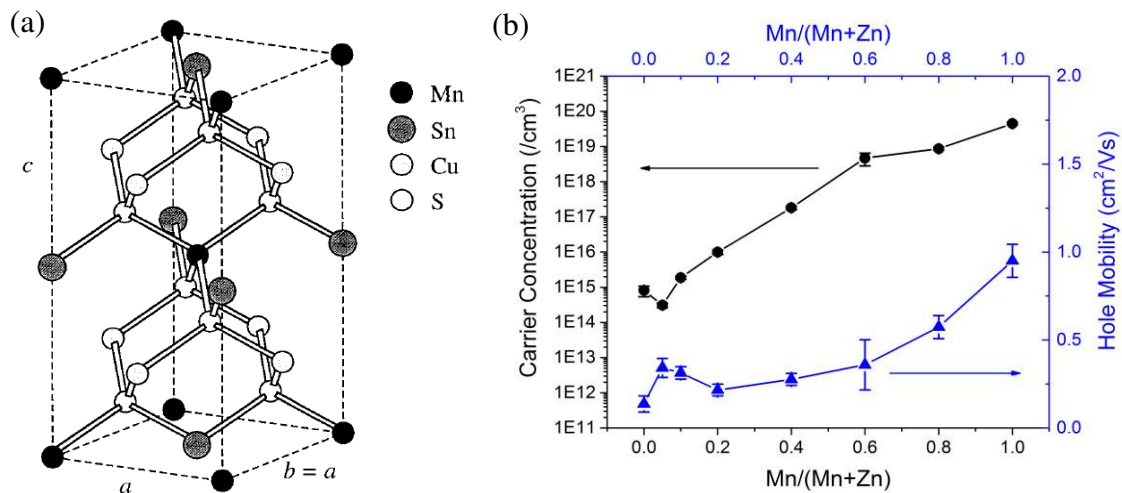 (a)
Mn
Sn
Cu
S
c
a
b = a
(b)
Mn/(Mn+Zn)
0.0 0.2 0.4 0.6 0.8 1.0
1E21
1E20
1E19
1E18
1E17
1E16
1E15
1E14
1E13
1E12
1E11
Carrier Concentration (/cm³)
2.0
1.5
1.0
0.5
0.0
Hole Mobility (cm²/Vs)
0.0 0.2 0.4 0.6 0.8 1.0
Mn/(Mn+Zn)